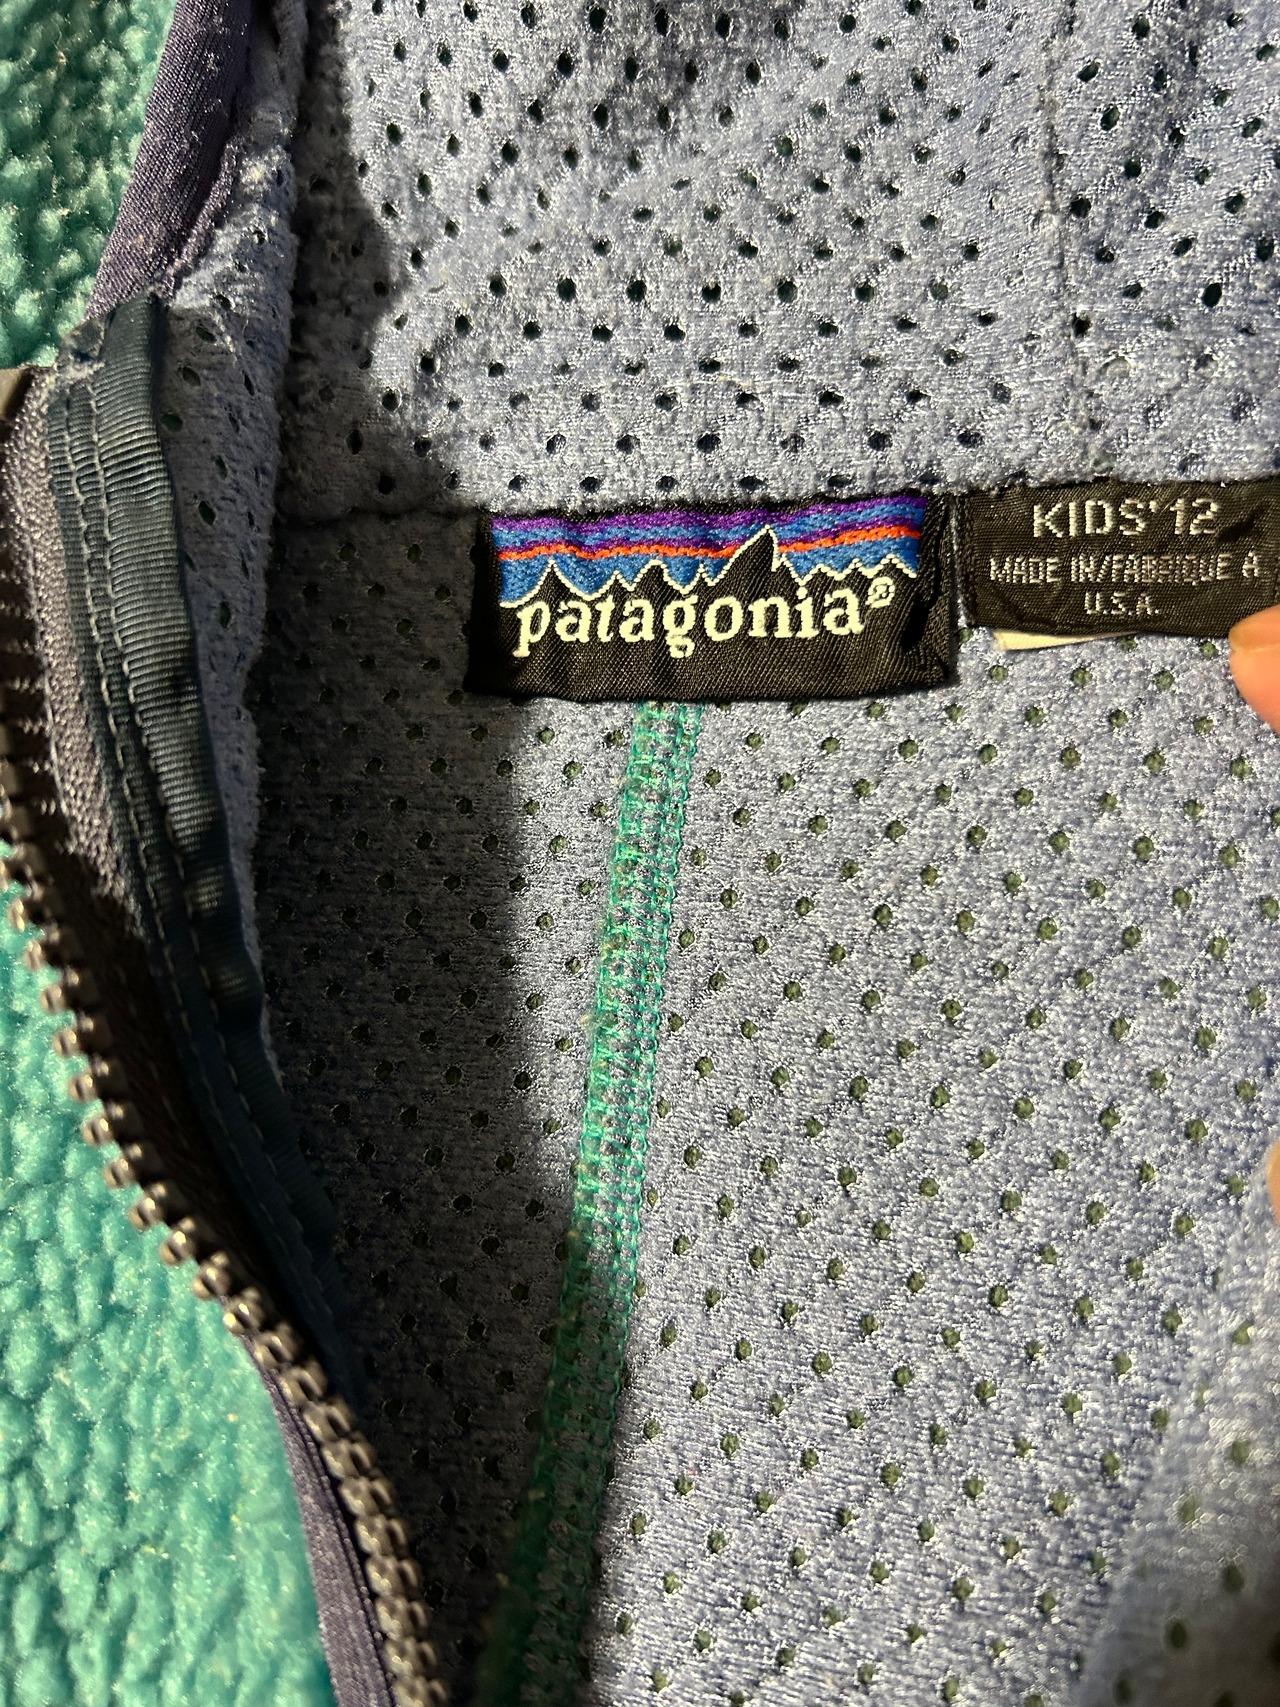 patagonia®
KIDS' 12
MADE IN/FABRIQUE A
U.S.A.